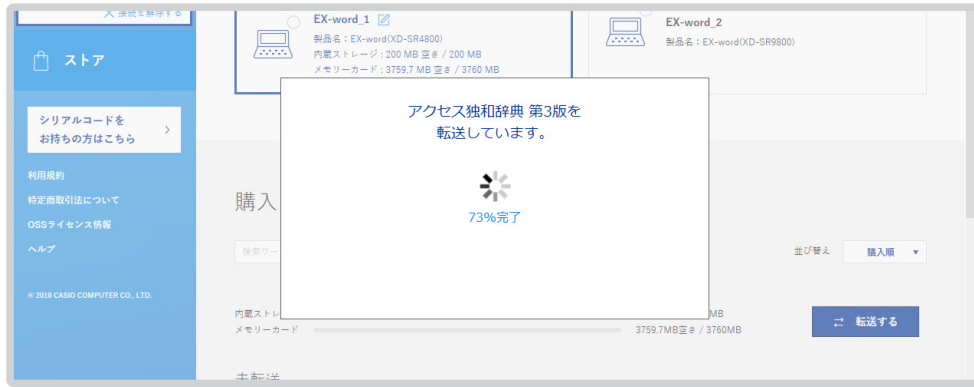 接続を解除する
ストア
シリアルコードを
お持ちの方はこちら
利用規約
特定商取引法について
OSSライセンス情報
ヘルプ
© 2019 CASIO COMPUTER CO., LTD.
EX-word_1
製品名：EX-word(XD-SR4800)
内蔵ストレージ : 200 MB 空き / 200 MB
メモリーカード : 3759.7 MB 空き / 3760 MB
EX-word_2
製品名：EX-word(XD-SR9800)
アクセス独和辞典 第3版を
転送しています。
73%完了
購入
検索ワー
並び替え
購入順
内蔵ストレ
MB
メモリーカード
3759.7MB空き / 3760MB
転送する
未転送